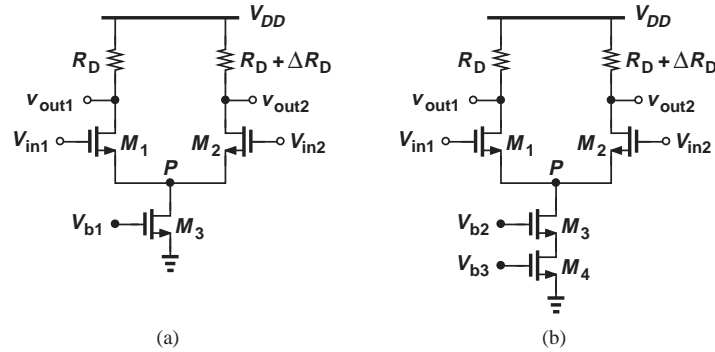 V_DD
R_D
R_D + ΔR_D
v_out1
v_out2
V_in1
M_1
M_2
V_in2
P
V_b1
M_3
(a)
V_DD
R_D
R_D + ΔR_D
v_out1
v_out2
V_in1
M_1
M_2
V_in2
P
V_b2
M_3
V_b3
M_4
(b)